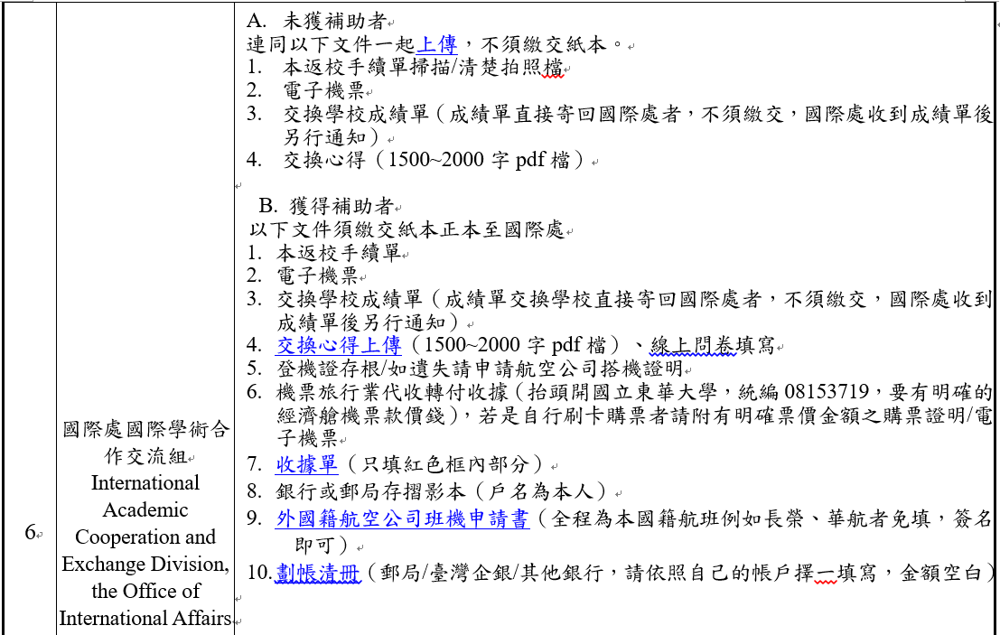 A. 未獲補助者
連同以下文件一起上傳，不須繳交紙本。
1. 本返校手續單掃描/清楚拍照檔
2. 電子機票
3. 交換學校成績單（成績單直接寄回國際處者，不須繳交，國際處收到成績單後
另行通知）
4. 交換心得（1500~2000 字 pdf 檔）
B. 獲得補助者
以下文件須繳交紙本正本至國際處
1. 本返校手續單
2. 電子機票
3. 交換學校成績單（成績單交換學校直接寄回國際處者，不須繳交，國際處收到
成績單後另行通知）
4. 交換心得上傳（1500~2000 字 pdf 檔）、線上問卷填寫
5. 登機證存根/如遺失請申請航空公司搭機證明
6. 機票旅行業代收轉付收據（抬頭開國立東華大學，統編 08153719，要有明確的
經濟艙機票款價錢），若是自行刷卡購票者請附有明確票價金額之購票證明/電
子機票
7. 收據單（只填紅色框內部分）
8. 銀行或郵局存摺影本（戶名為本人）
9. 外國籍航空公司班機申請書（全程為本國籍航班例如長榮、華航者免填，簽名
即可）
10.劃帳清冊（郵局/臺灣企銀/其他銀行，請依照自己的帳戶擇一填寫，金額空白）
6
國際處國際學術合
作交流組
International
Academic
Cooperation and
Exchange Division,
the Office of
International Affairs